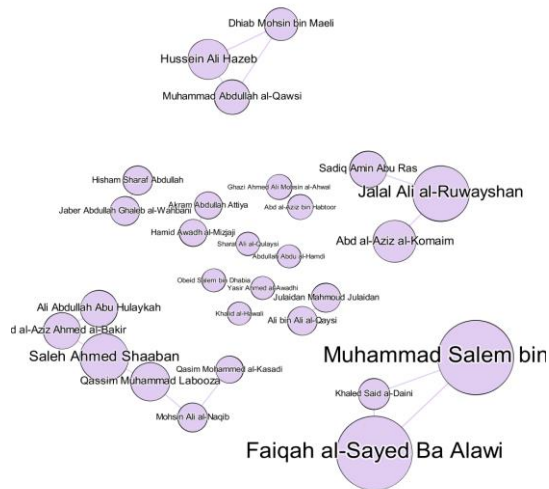 Dhiab Mohsin bin Maeli
Hussein Ali Hazeb
Muhammad Abdullah al-Qawsi
Sadiq Amin Abu Ras
Hisham Sharaf Abdullah
Ghazi Ahmed Ali Mohsin al-Ahwal
Jalal Ali al-Ruwayshan
Akram Abdullah Attiya
Abd al-Aziz bin Habtoor
Jaber Abdullah Ghaleb al-Wahbani
Hamid Awadh al-Mizjaji
Abd al-Aziz al-Komaim
Sharaf Ali al-Qulaysi
Abdullah Abdu al-Hamdi
Obeid Salem bin Dhabia
Yasir Ahmed al-Awadhi
Julaidan Mahmoud Julaidan
Ali Abdullah Abu Hulaykah
Khalid al-Hawali
Ali bin Ali al-Qaysi
d al-Aziz Ahmed al-Bakir
Saleh Ahmed Shaaban
Muhammad Salem bin
Qasim Mohammed al-Kasadi
Qassim Muhammad Labooza
Khaled Said al-Daini
Mohsin Ali al-Naqib
Faiqah al-Sayed Ba Alawi